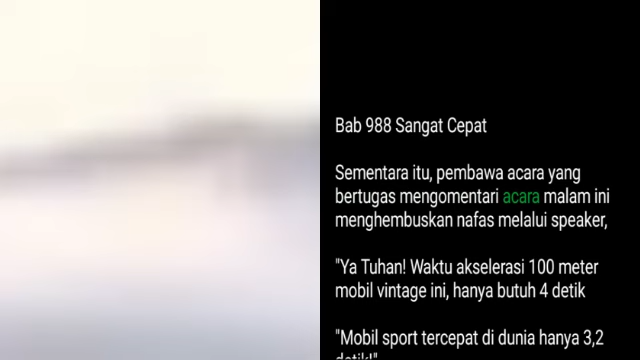 Bab 988 Sangat Cepat
Sementara itu, pembawa acara yang
bertugas mengomentari acara malam ini
menghembuskan nafas melalui speaker,
"Ya Tuhan! Waktu akselerasi 100 meter
mobil vintage ini, hanya butuh 4 detik
"Mobil sport tercepat di dunia hanya 3,2
detik!"